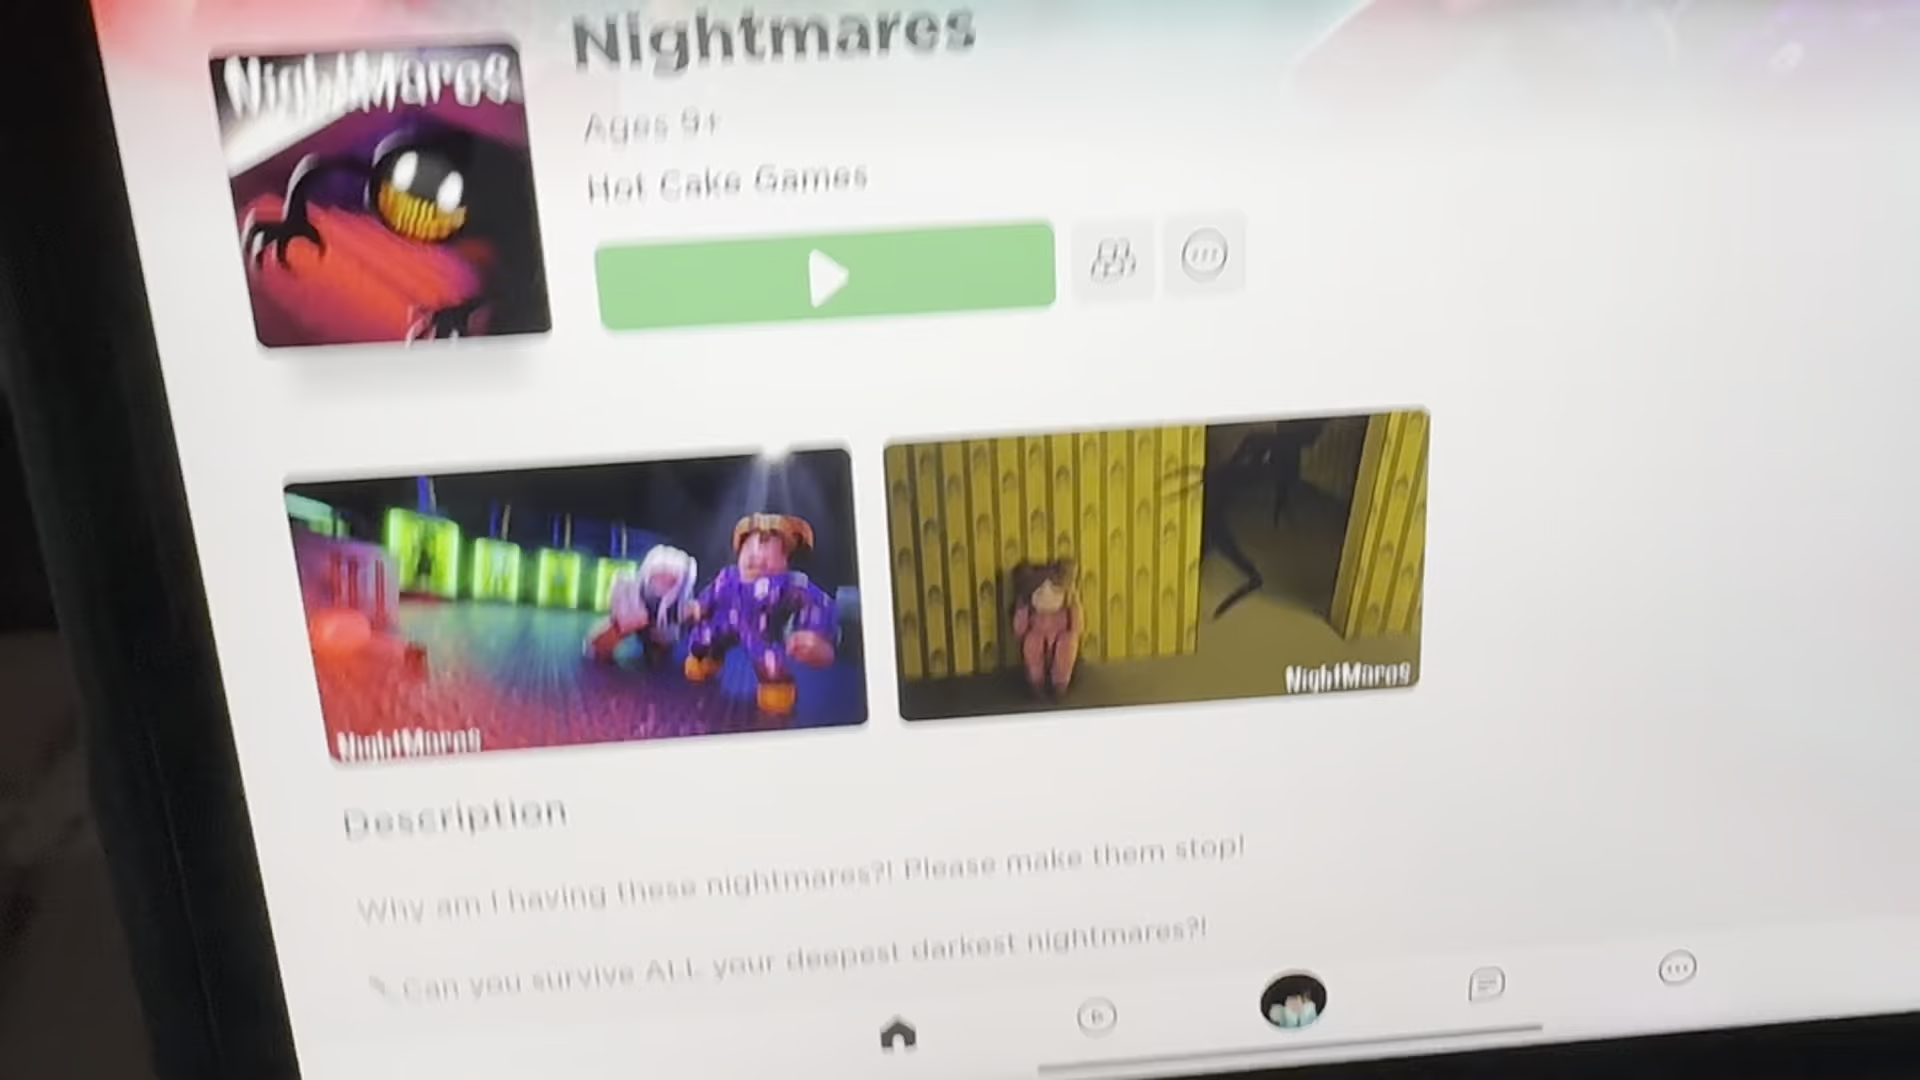 Nightmares
NightMares
Ages 9+
Hot Cake Games
NightMares
NightMares
Description
Why am I having these nightmares?! Please make them stop!
Can you survive ALL your deepest darkest nightmares?!